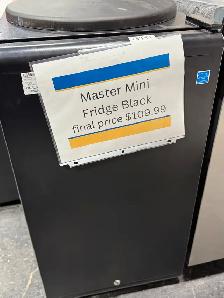 Master Mini
Fridge Black
final price $109.99